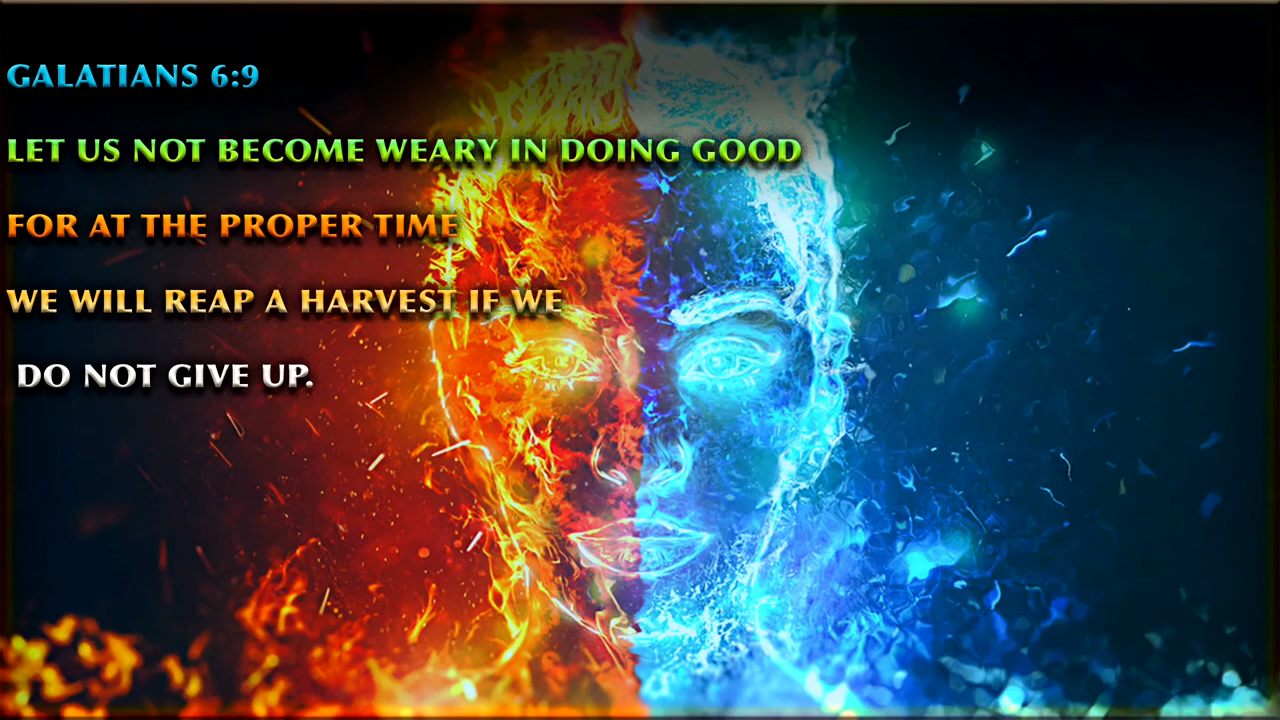 GALATIANS 6:9
LET US NOT BECOME WEARY IN DOING GOOD
FOR AT THE PROPER TIME
WE WILL REAP A HARVEST IF WE
DO NOT GIVE UP.